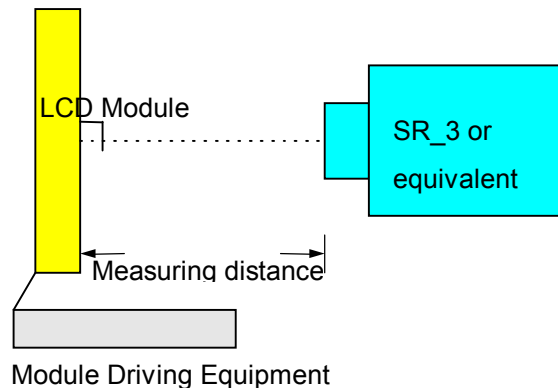 LCD Module
SR_3 or
equivalent
Measuring distance
Module Driving Equipment